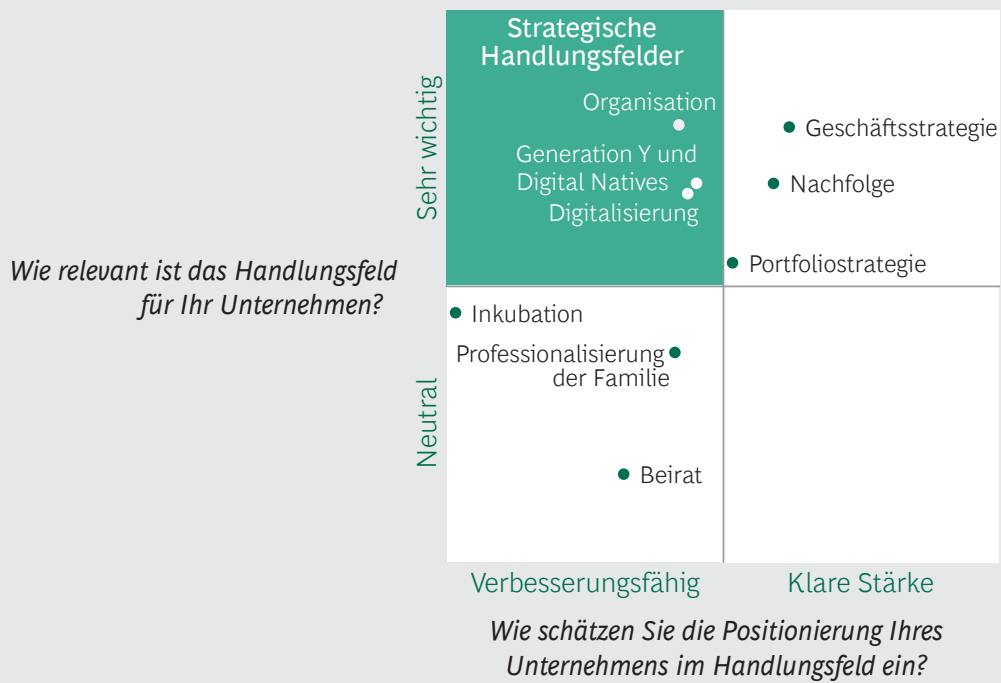 Strategische
Handlungsfelder
Sehr wichtig
Organisation
Generation Y und
Digital Natives
Digitalisierung
Geschäftsstrategie
Nachfolge
Portfoliostrategie
Wie relevant ist das Handlungsfeld
für Ihr Unternehmen?
Neutral
Inkubation
Professionalisierung
der Familie
Beirat
Verbesserungsfähig
Klare Stärke
Wie schätzen Sie die Positionierung Ihres
Unternehmens im Handlungsfeld ein?